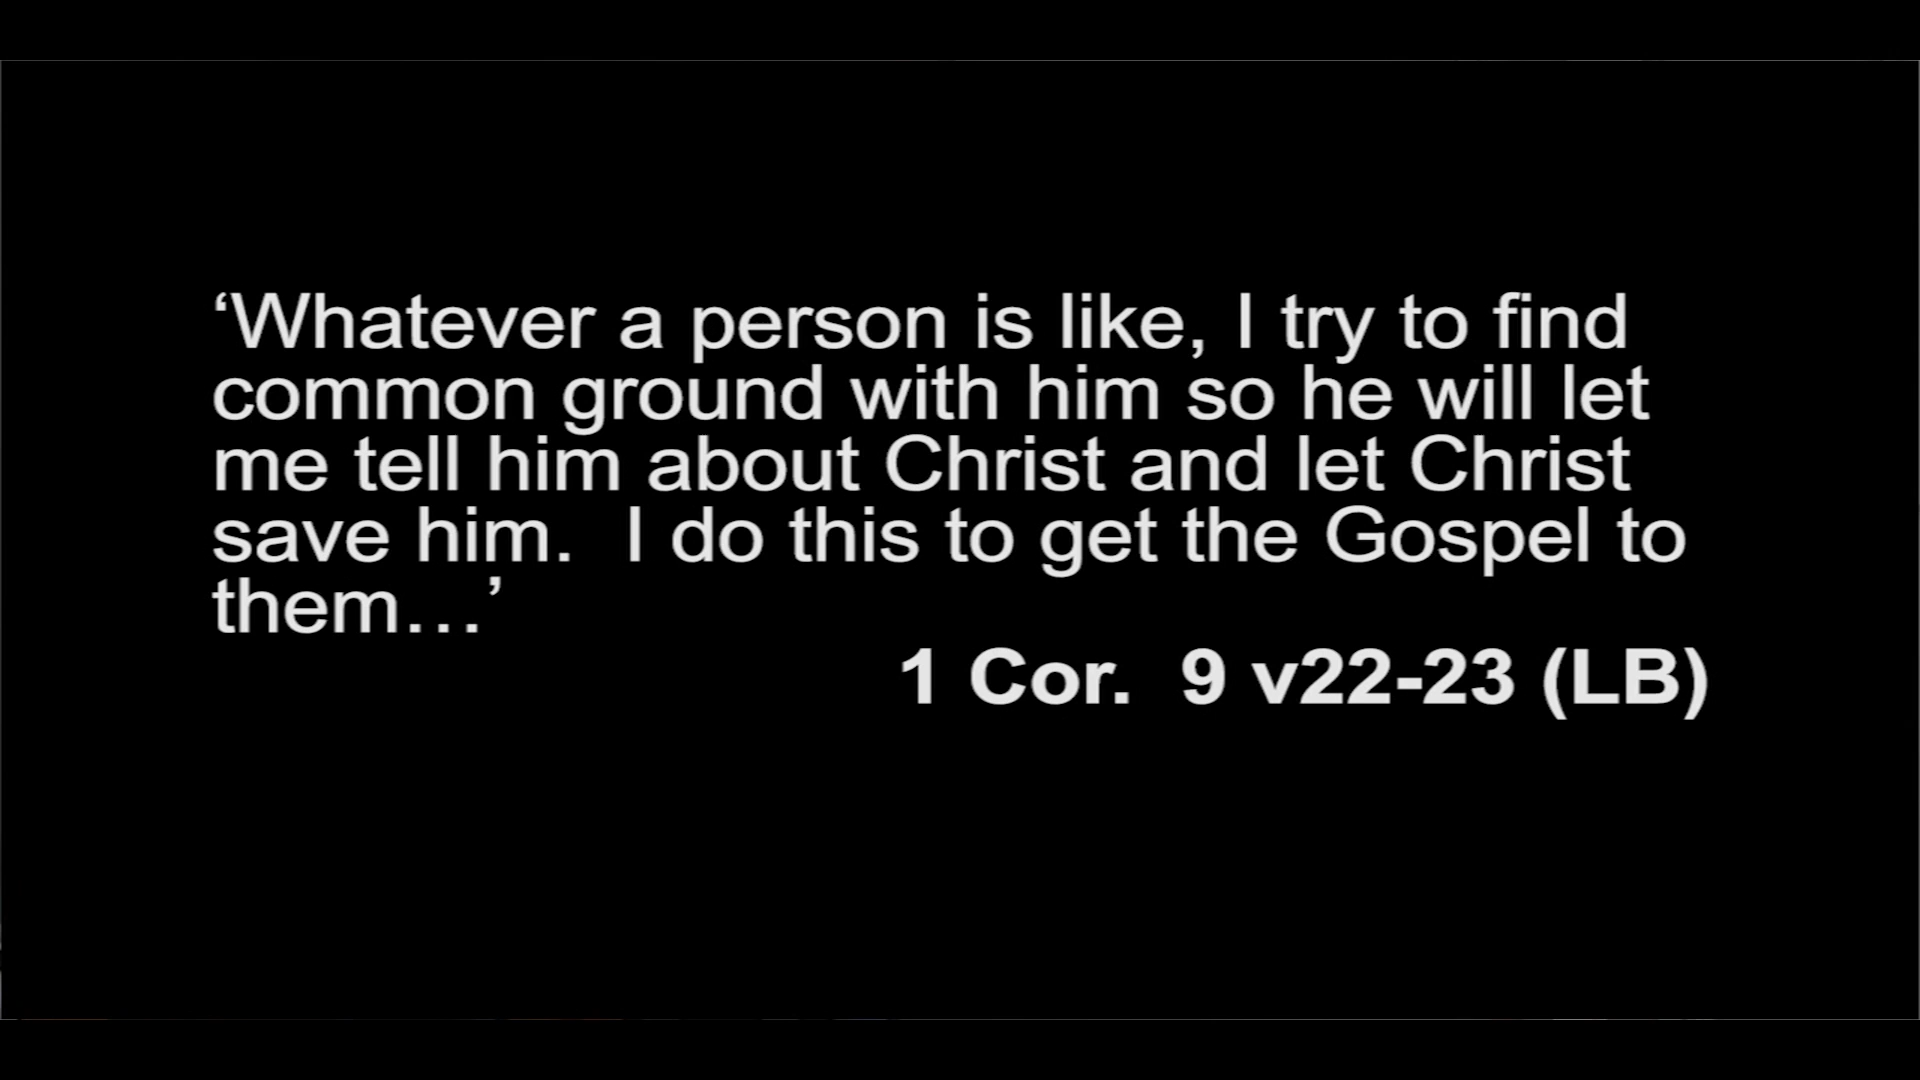 ‘Whatever a person is like, I try to find
common ground with him so he will let
me tell him about Christ and let Christ
save him.  I do this to get the Gospel to
them…’
1 Cor.  9 v22-23 (LB)